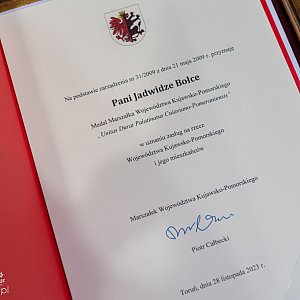 Na podstawie zarządzenia nr 31/2009 z dnia 21 maja 2009 r. przyznaję
Pani Jadwidze Bołce
Medal Marszałka Województwa Kujawsko-Pomorskiego
„Unitas Durat Palatinatus Cuiaviano-Pomeraniensis”
w uznaniu zasług na rzecz
Województwa Kujawsko-Pomorskiego
i jego mieszkańców
Marszałek Województwa Kujawsko-Pomorskiego
Piotr Całbecki
Toruń, dnia 28 listopada 2023 r.
.pl